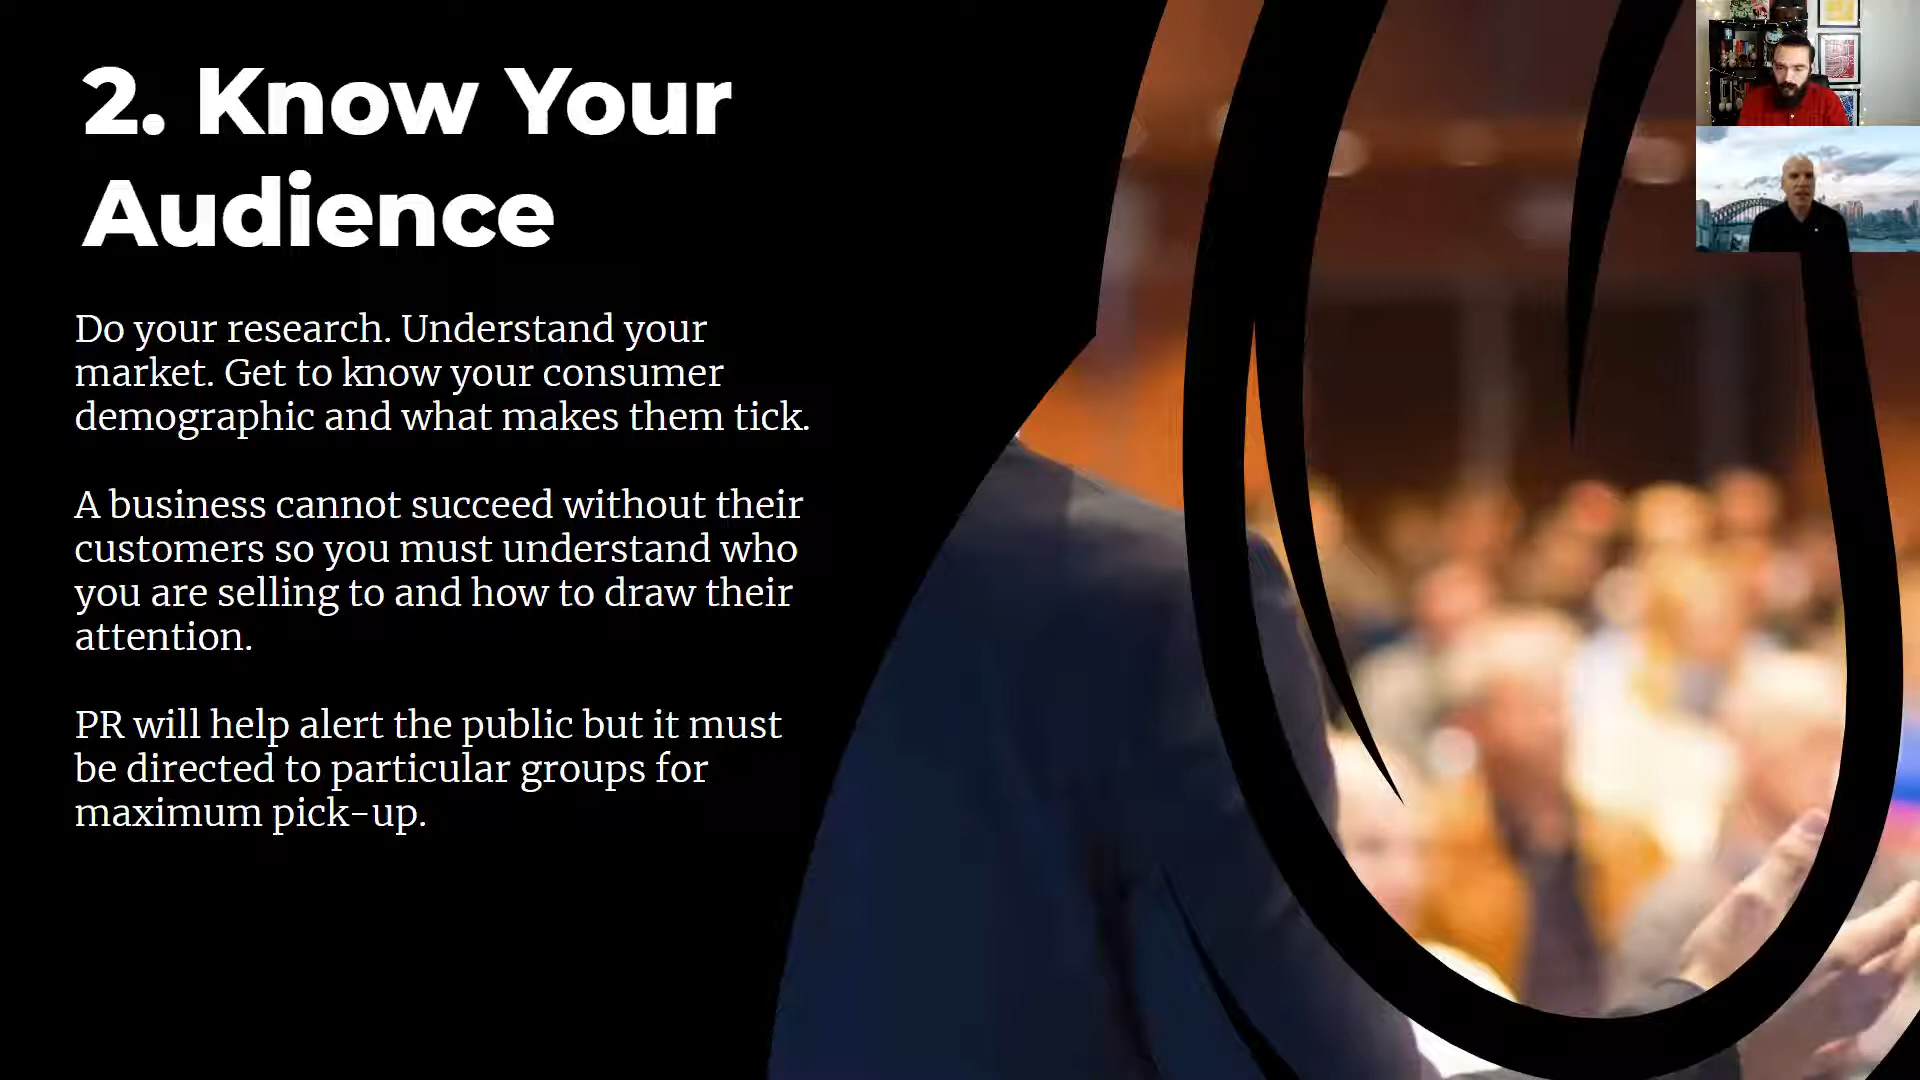 2. Know Your
Audience
Do your research. Understand your
market. Get to know your consumer
demographic and what makes them tick.
A business cannot succeed without their
customers so you must understand who
you are selling to and how to draw their
attention.
PR will help alert the public but it must
be directed to particular groups for
maximum pick-up.